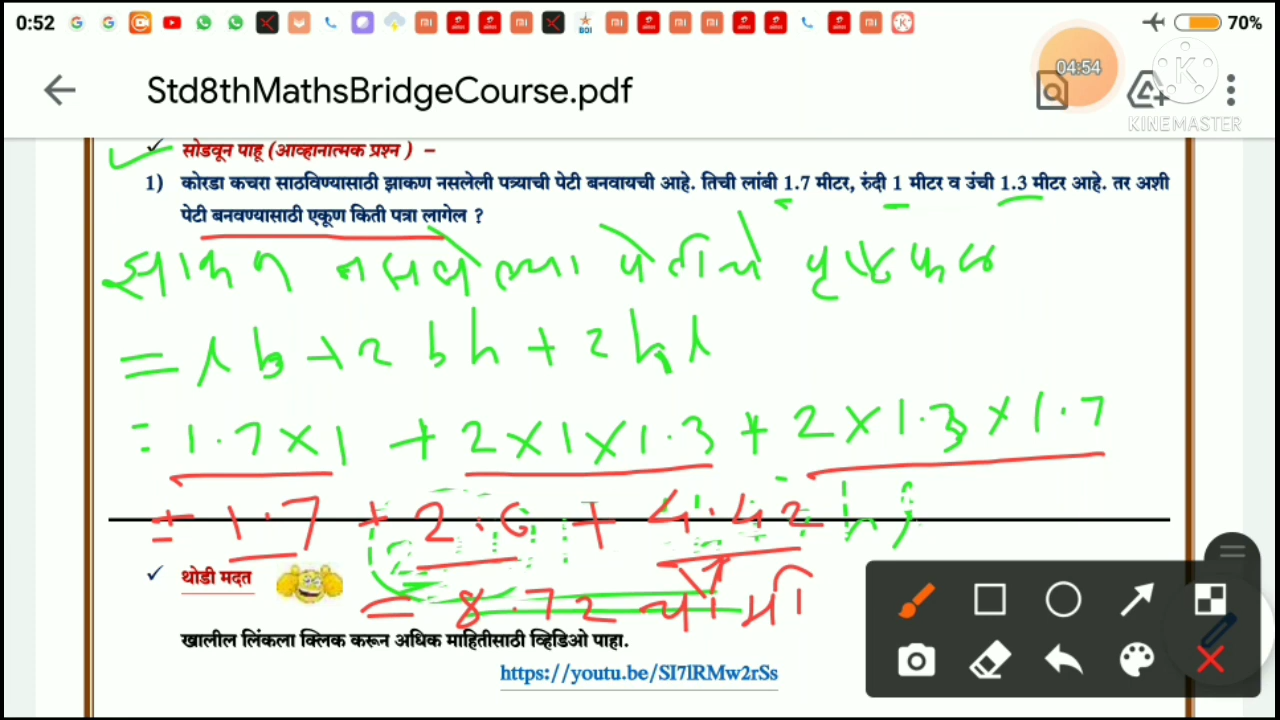 0:52
70%
Std8thMathsBridgeCourse.pdf
04:54
KINEMASTER
सोडवून पाहू (आव्हानात्मक प्रश्न ) –
1) कोरडा कचरा साठविण्यासाठी झाकण नसलेली पत्र्याची पेटी बनवायची आहे. तिची लांबी 1.7 मीटर, रुंदी 1 मीटर व उंची 1.3 मीटर आहे. तर अशी
पेटी बनवण्यासाठी एकूण किती पत्रा लागेल ?
झाकण नसलेल्या पेटीचे पृष्ठफळ
= lb + 2bh + 2hl
= 1.7 × 1 + 2 × 1 × 1.3 + 2 × 1.3 × 1.7
= 1.7 + 2.6 + 4.42
= 8.72 चौ मी
थोडी मदत
खालील लिंकला क्लिक करून अधिक माहितीसाठी व्हिडिओ पाहा.
https://youtu.be/SI7lRMw2rSs